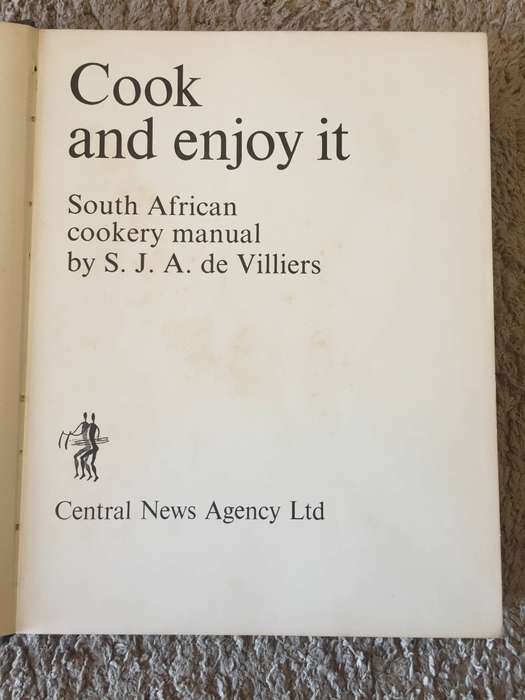 Cook
and enjoy it
South African
cookery manual
by S. J. A. de Villiers
Central News Agency Ltd